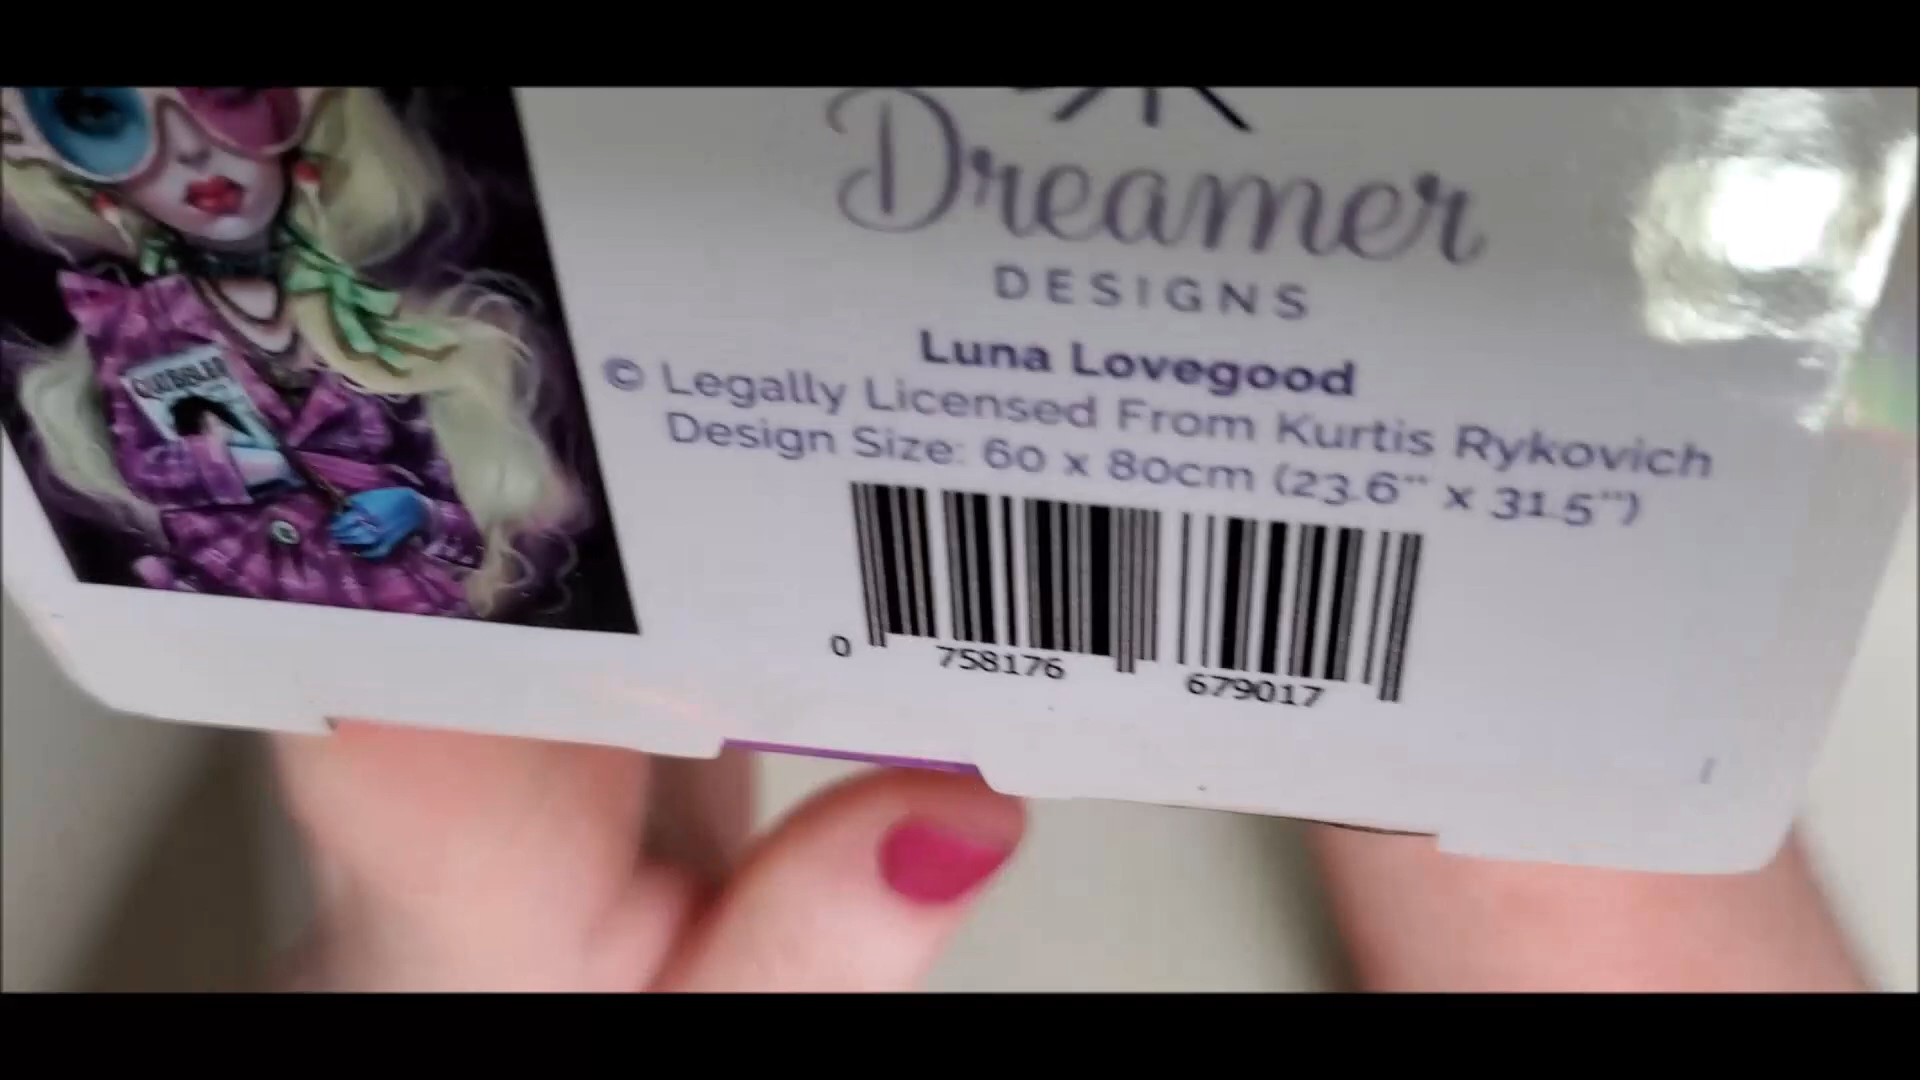 Dreamer
DESIGNS
Luna Lovegood
© Legally Licensed From Kurtis Rykovich
Design Size: 60 x 80cm (23.6" x 31.5")
0 758176 679017